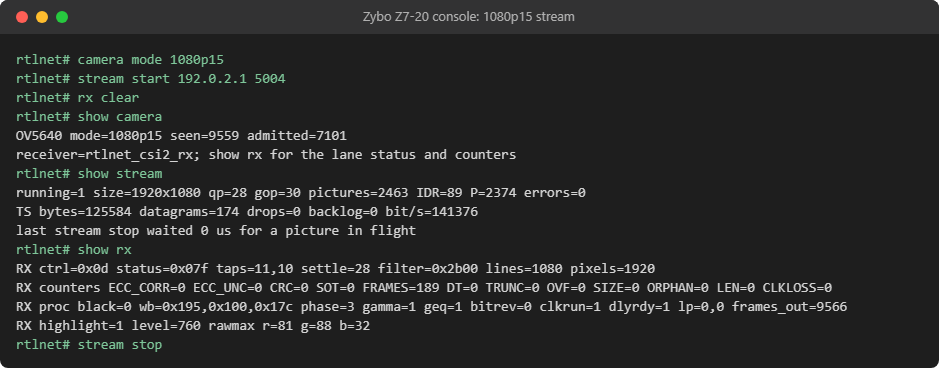 Zybo Z7-20 console: 1080p15 stream
rtlnet# camera mode 1080p15
rtlnet# stream start 192.0.2.1 5004
rtlnet# rx clear
rtlnet# show camera
OV5640 mode=1080p15 seen=9559 admitted=7101
receiver=rtlnet_csi2_rx; show rx for the lane status and counters
rtlnet# show stream
running=1 size=1920x1080 qp=28 gop=30 pictures=2463 IDR=89 P=2374 errors=0
TS bytes=125584 datagrams=174 drops=0 backlog=0 bit/s=141376
last stream stop waited 0 us for a picture in flight
rtlnet# show rx
RX ctrl=0x0d status=0x07f taps=11,10 settle=28 filter=0x2b00 lines=1080 pixels=1920
RX counters ECC_CORR=0 ECC_UNC=0 CRC=0 SOT=0 FRAMES=189 DT=0 TRUNC=0 OVF=0 SIZE=0 ORPHAN=0 LEN=0 CLKLOSS=0
RX proc black=0 wb=0x195,0x100,0x17c phase=3 gamma=1 geq=1 bitrev=0 clkrun=1 dlyrdy=1 lp=0,0 frames_out=9566
RX highlight=1 level=760 rawmax r=81 g=88 b=32
rtlnet# stream stop